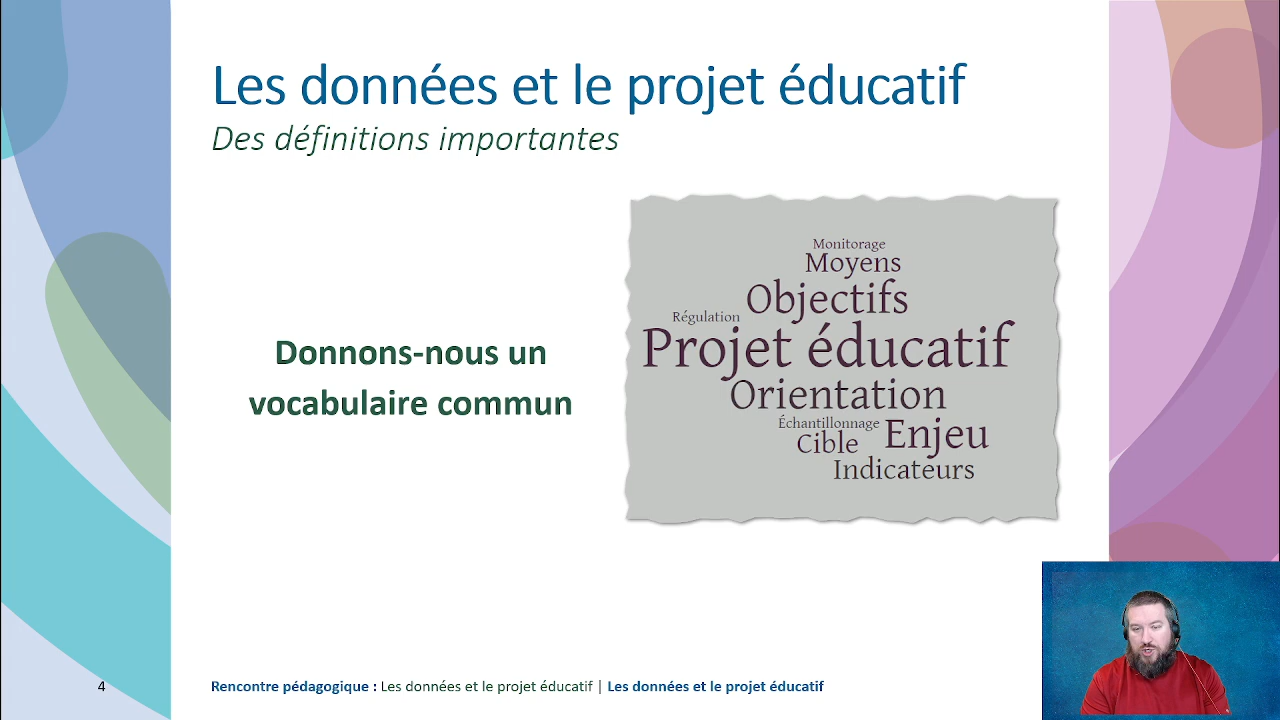 Les données et le projet éducatif
Des définitions importantes
Donnons-nous un
vocabulaire commun
Monitorage
Moyens
Objectifs
Régulation
Projet éducatif
Orientation
Échantillonnage
Cible
Enjeu
Indicateurs
4
Rencontre pédagogique : Les données et le projet éducatif | Les données et le projet éducatif